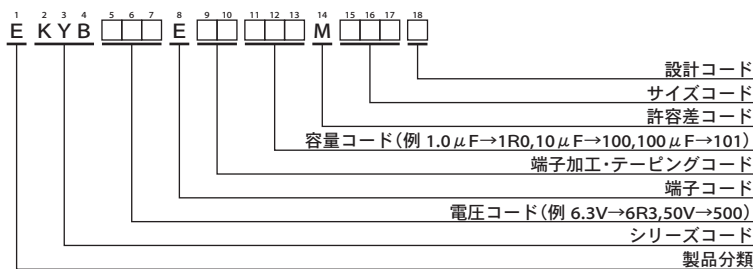 1 2 3 4 5 6 7 8 9 10 11 12 13 14 15 16 17 18
E K Y B E M
設計コード
サイズコード
許容差コード
容量コード（例 1.0μF→1R0,10μF→100,100μF→101）
端子加工・テーピングコード
端子コード
電圧コード（例 6.3V→6R3,50V→500）
シリーズコード
製品分類